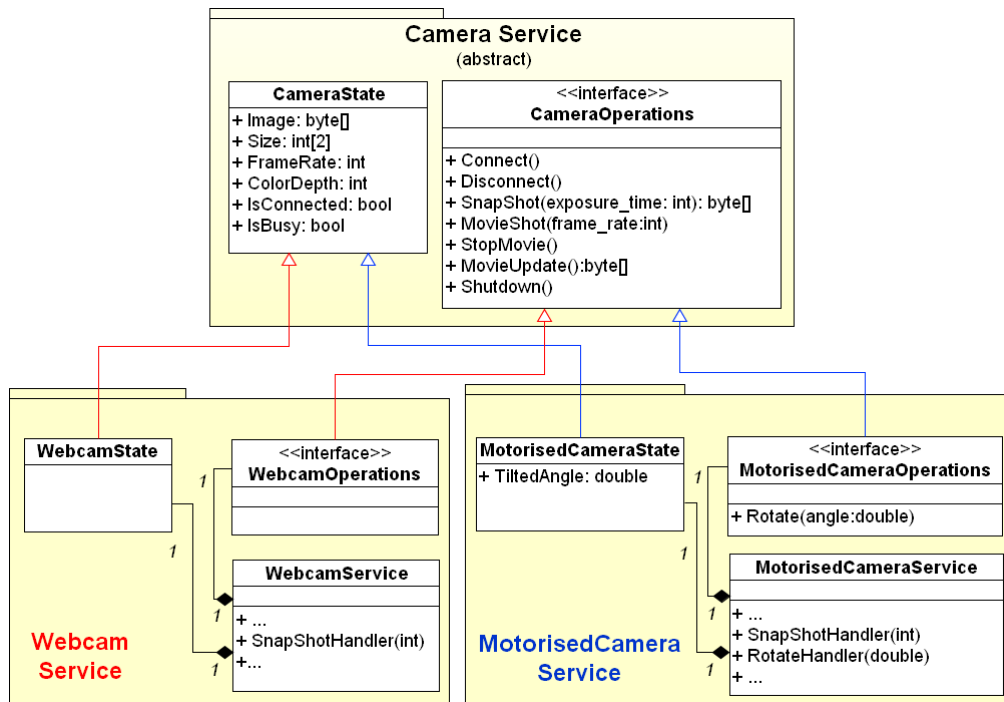 Camera Service
(abstract)
CameraState
+ Image: byte[]
+ Size: int[2]
+ FrameRate: int
+ ColorDepth: int
+ IsConnected: bool
+ IsBusy: bool
<<interface>>
CameraOperations
+ Connect()
+ Disconnect()
+ SnapShot(exposure_time: int): byte[]
+ MovieShot(frame_rate:int)
+ StopMovie()
+ MovieUpdate():byte[]
+ Shutdown()
WebcamState
<<interface>>
WebcamOperations
1
1
WebcamService
+ ...
+ SnapShotHandler(int)
+...
1
1
Webcam
Service
MotorisedCameraState
+ TiltedAngle: double
<<interface>>
MotorisedCameraOperations
+ Rotate(angle:double)
1
1
MotorisedCameraService
+ ...
+ SnapShotHandler(int)
+ RotateHandler(double)
+ ...
1
1
MotorisedCamera
Service